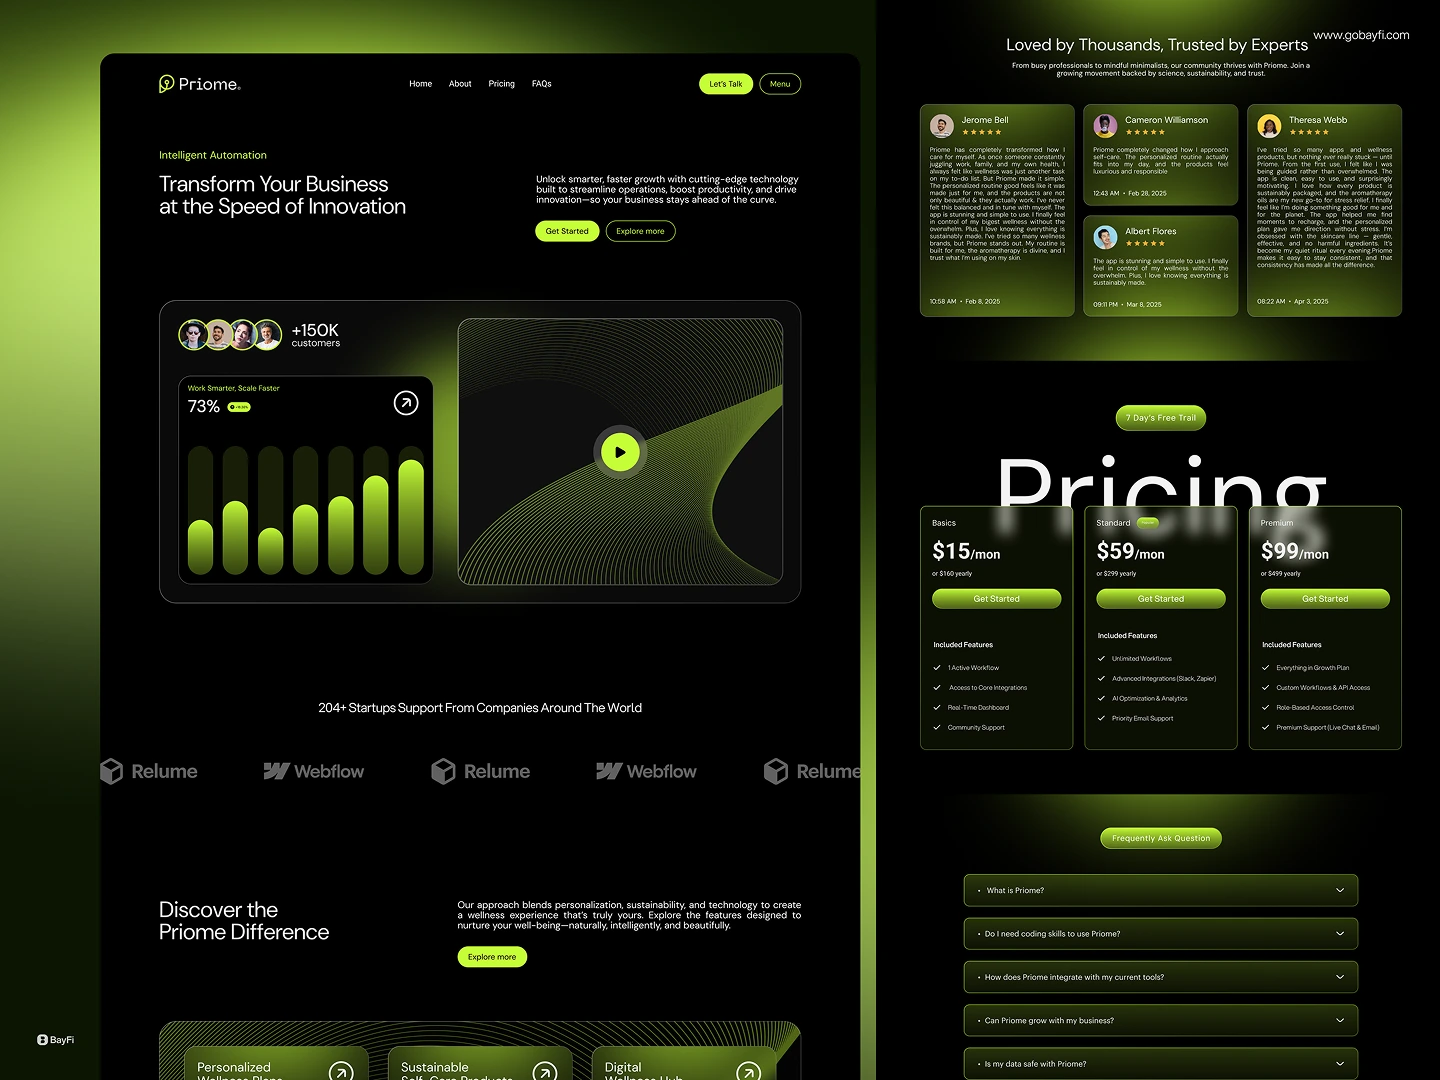 Priome
Home
About
Pricing
FAQs
Let's Talk
Menu
Intelligent Automation
Transform Your Business
at the Speed of Innovation
Unlock smarter, faster growth with cutting-edge technology
built to streamline operations, boost productivity, and drive
innovation—so your business stays ahead of the curve.
Get Started
Explore more
+150K
customers
Work Smarter, Scale Faster
73%
204+ Startups Support From Companies Around The World
Relume
Webflow
Relume
Webflow
Relume
Discover the
Priome Difference
Our approach blends personalization, sustainability, and technology to create
a wellness experience that's truly yours. Explore the features designed to
nurture your well-being—naturally, intelligently, and beautifully.
Explore more
Personalized
Wellness Plans
Sustainable
Self-Care Products
Digital
Wellness Hub
BayFi
www.gobayfi.com
Loved by Thousands, Trusted by Experts
From busy professionals to mindful minimalists, our community thrives with Priome. Join a
growing movement backed by science, sustainability, and trust.
Jerome Bell
Priome has completely transformed how I
care for myself. As once someone constantly
juggling work, family, and my own health, I
always felt like wellness was just another task
on my to-do list. But Priome made it simple.
The personalized routine good feels like it was
made just for me, and the products are not
only beautiful & they actually work. I've never
felt this balanced and in tune with myself. The
app is stunning and simple to use. I finally feel
in control of my bigest wellness without the
overwhelm. Plus, I love knowing everything is
sustainably made. I've tried so many wellness
brands, but Priome stands out. My routine is
built for me, the aromatherapy is divine, and I
trust what I'm using on my skin.
10:58 AM • Feb 8, 2025
Cameron Williamson
Priome completely changed how I approach
self-care. The personalized routine actually
fits into my day, and the products feel
luxurious and responsible
12:43 AM • Feb 28, 2025
Albert Flores
The app is stunning and simple to use. I finally
feel in control of my wellness without the
overwhelm. Plus, I love knowing everything is
sustainably made.
09:11 PM • Mar 8, 2025
Theresa Webb
I've tried so many apps and wellness
products, but nothing ever really stuck — until
Priome. From the first use, I felt like I was
being guided rather than overwhelmed. The
app is clean, easy to use, and surprisingly
motivating. I love how every product is
sustainably packaged, and the aromatherapy
oils are my new go-to for stress relief. I finally
feel like I'm doing something good for me and
for the planet. The app helped me find
moments to recharge, and the personalized
plan gave me direction without stress. I'm
obsessed with the skincare line — gentle,
effective, and no harmful ingredients. It's
become my quiet ritual every evening.Priome
makes it easy to stay consistent, and that
consistency has made all the difference.
08:22 AM • Apr 3, 2025
7 Day's Free Trail
Pricing
Basics
$15/mon
or $160 yearly
Get Started
Included Features
1 Active Workflow
Access to Core Integrations
Real-Time Dashboard
Community Support
Standard
$59/mon
or $299 yearly
Get Started
Included Features
Unlimited Workflows
Advanced Integrations (Slack, Zapier)
AI Optimization & Analytics
Priority Email Support
Premium
$99/mon
or $499 yearly
Get Started
Included Features
Everything in Growth Plan
Custom Workflows & API Access
Role-Based Access Control
Premium Support (Live Chat & Email)
Frequently Ask Question
• What is Priome?
• Do I need coding skills to use Priome?
• How does Priome integrate with my current tools?
• Can Priome grow with my business?
• Is my data safe with Priome?